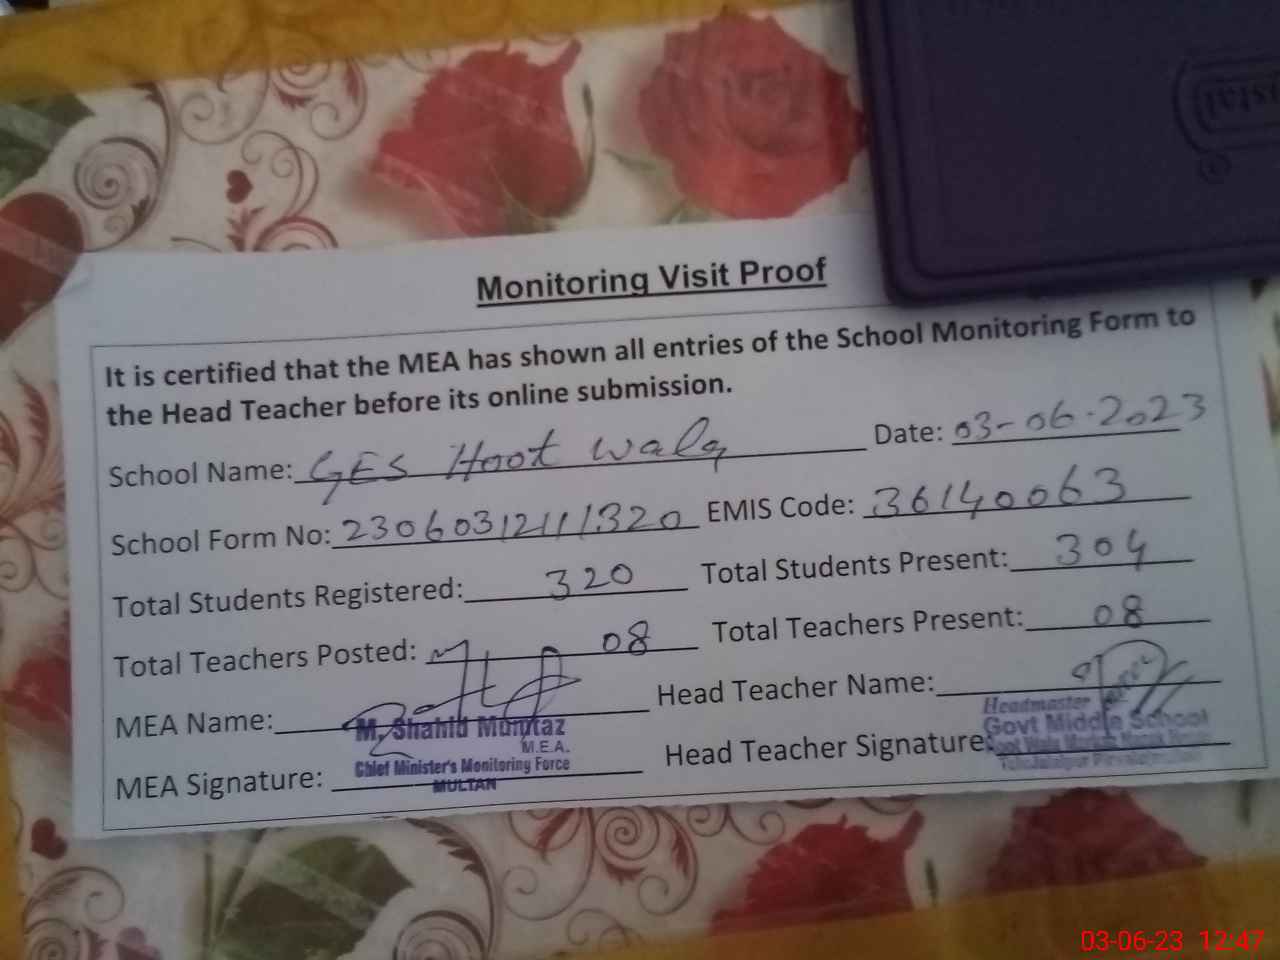 Monitoring Visit Proof
It is certified that the MEA has shown all entries of the School Monitoring Form to
the Head Teacher before its online submission.
School Name: GES Hoot Wala Date: 03-06-2023
School Form No: 23060312111320 EMIS Code: 36140063
Total Students Registered: 320 Total Students Present: 304
Total Teachers Posted: 08 Total Teachers Present: 08
MEA Name: Head Teacher Name:
M. Shahid Mumtaz
M.E.A.
Chief Minister's Monitoring Force
MULTAN
Headmaster
Govt Middle School
MEA Signature: Head Teacher Signature:
03-06-23 12:47